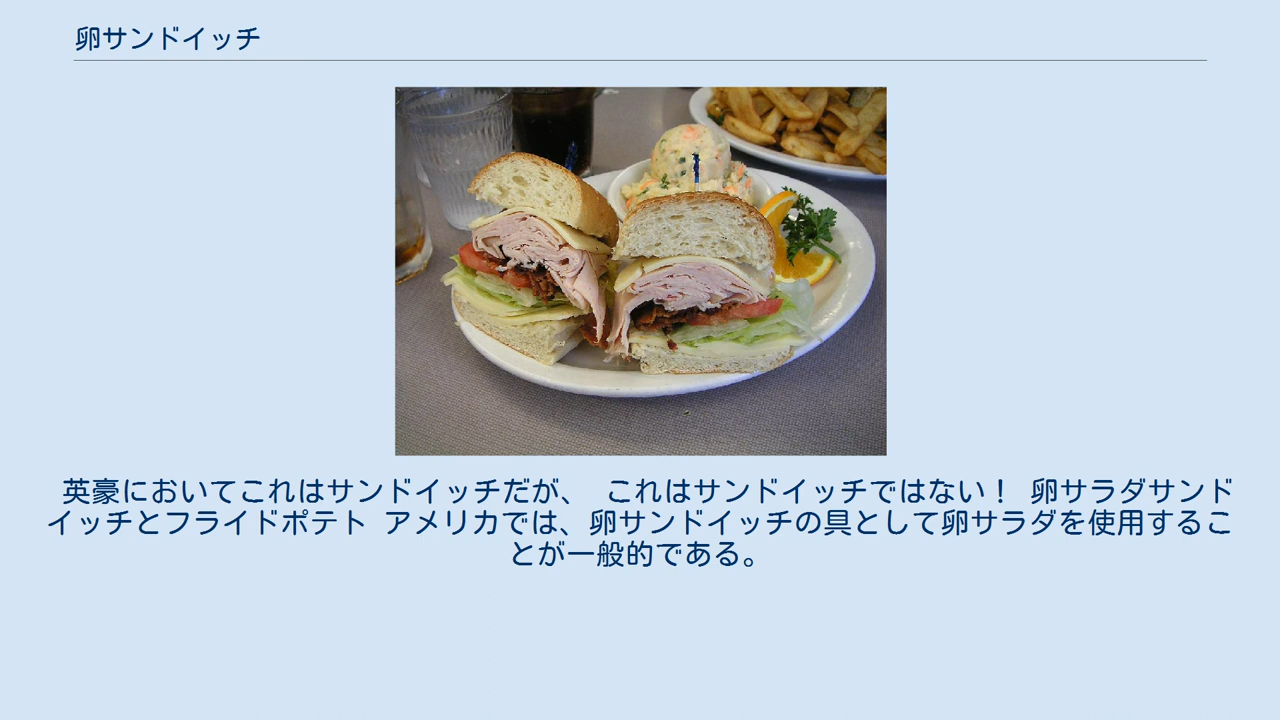 卵サンドイッチ
英豪においてこれはサンドイッチだが、 これはサンドイッチではない！ 卵サラダサンド
イッチとフライドポテト アメリカでは、卵サンドイッチの具として卵サラダを使用するこ
とが一般的である。